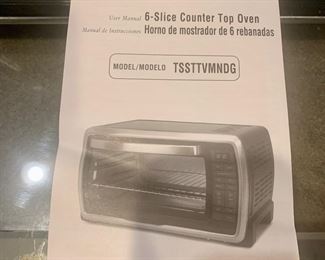 User Manual 6-Slice Counter Top Oven
Manual de Instrucciones Horno de mostrador de 6 rebanadas
MODEL/MODELO TSSTTVMNDG